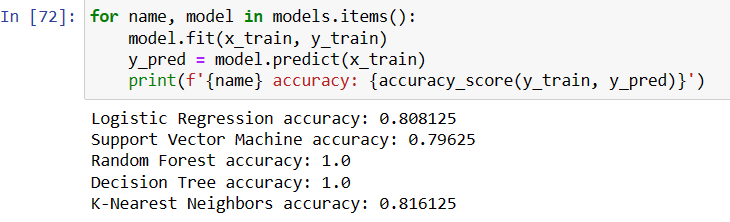 In [72]: for name, model in models.items():
    model.fit(x_train, y_train)
    y_pred = model.predict(x_train)
    print(f'{name} accuracy: {accuracy_score(y_train, y_pred)}')
Logistic Regression accuracy: 0.808125
Support Vector Machine accuracy: 0.79625
Random Forest accuracy: 1.0
Decision Tree accuracy: 1.0
K-Nearest Neighbors accuracy: 0.816125